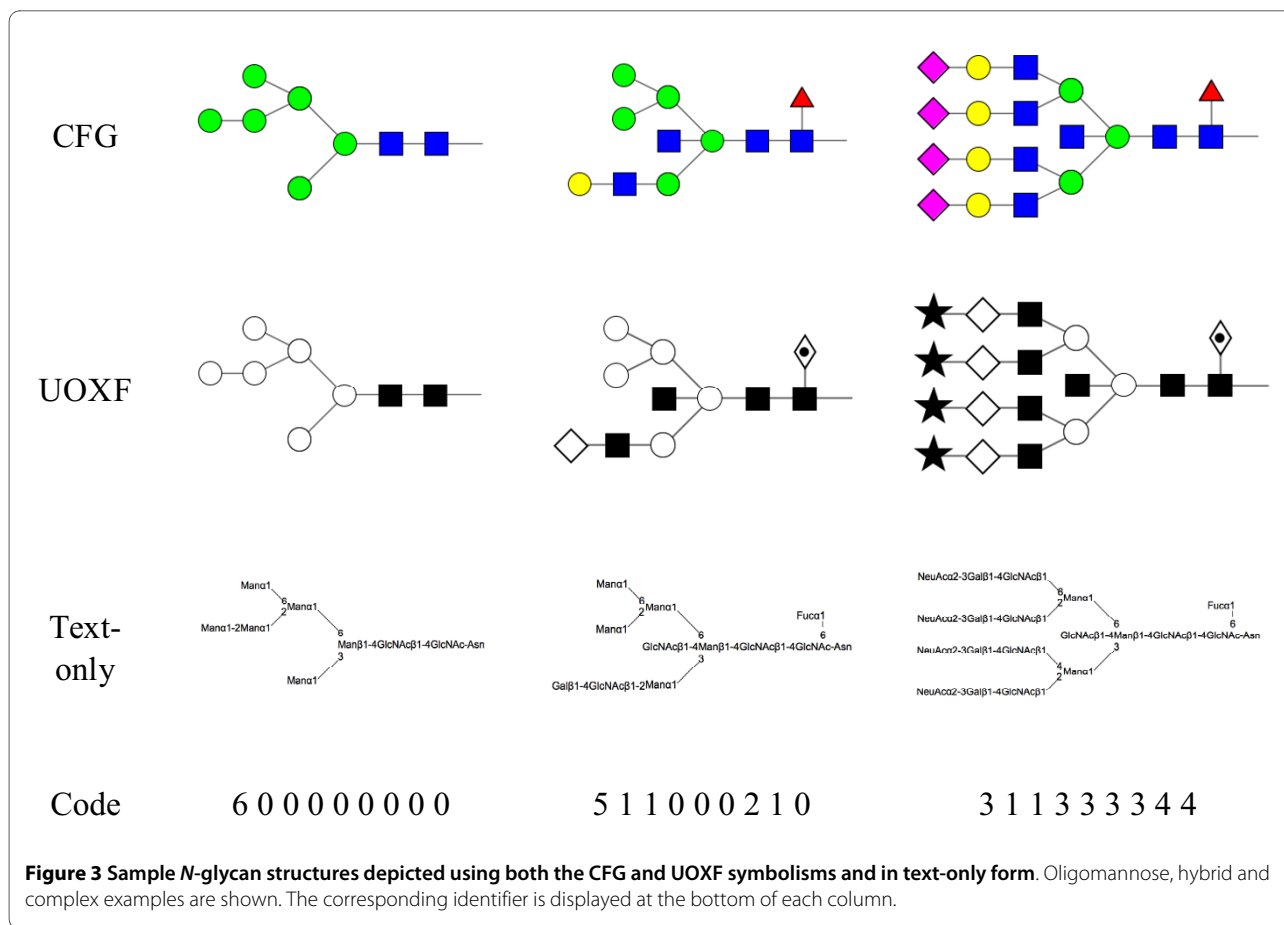 CFG
UOXF
Text-
only
Manα1
6
2
Manα1
Manα1-2Manα1
6
Manβ1-4GlcNAcβ1-4GlcNAc-Asn
3
Manα1
Manα1
6
2
Manα1
Manα1
Fucα1
6
6
GlcNAcβ1-4Manβ1-4GlcNAcβ1-4GlcNAc-Asn
3
Galβ1-4GlcNAcβ1-2Manα1
NeuAcα2-3Galβ1-4GlcNAcβ1
6
2
Manα1
NeuAcα2-3Galβ1-4GlcNAcβ1
Fucα1
6
6
GlcNAcβ1-4Manβ1-4GlcNAcβ1-4GlcNAc-Asn
3
NeuAcα2-3Galβ1-4GlcNAcβ1
4
2
Manα1
NeuAcα2-3Galβ1-4GlcNAcβ1
Code
6 0 0 0 0 0 0 0 0 0
5 1 1 0 0 0 2 1 0
3 1 1 3 3 3 3 4 4
Figure 3 Sample N-glycan structures depicted using both the CFG and UOXF symbolisms and in text-only form. Oligomannose, hybrid and
complex examples are shown. The corresponding identifier is displayed at the bottom of each column.